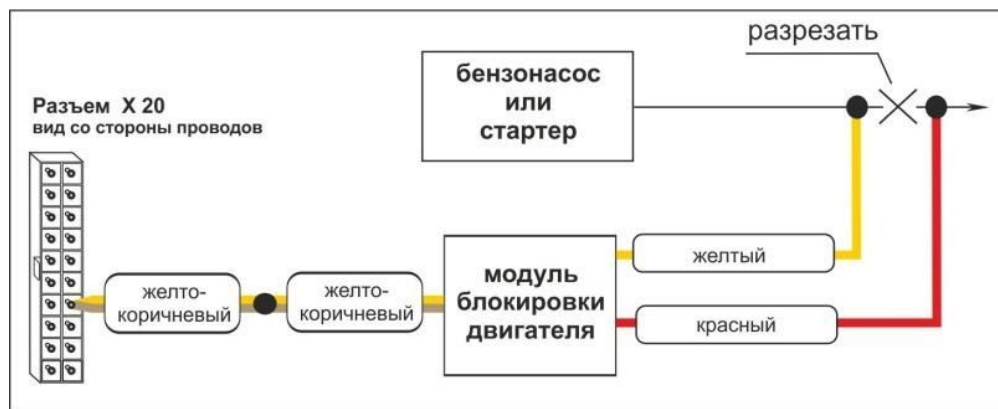 разрезать
бензонасос
или
стартер
Разъем X 20
вид со стороны проводов
желто-
коричневый
желто-
коричневый
модуль
блокировки
двигателя
желтый
красный